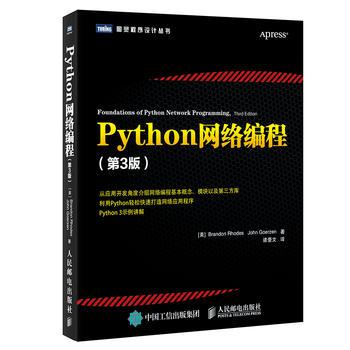 TURING 图灵程序设计丛书
Apress®
Foundations of Python Network Programming, Third Edition
Python网络编程
（第3版）
从应用开发角度介绍网络编程基本概念、模块以及第三方库
利用Python轻松快速打造网络应用程序
Python 3示例讲解
[美] Brandon Rhodes John Goerzen 著
诸豪文 译
中国工信出版集团
人民邮电出版社
POSTS & TELECOM PRESS
Python网络编程
（第3版）
[美] Brandon Rhodes John Goerzen 著
人民邮电出版社